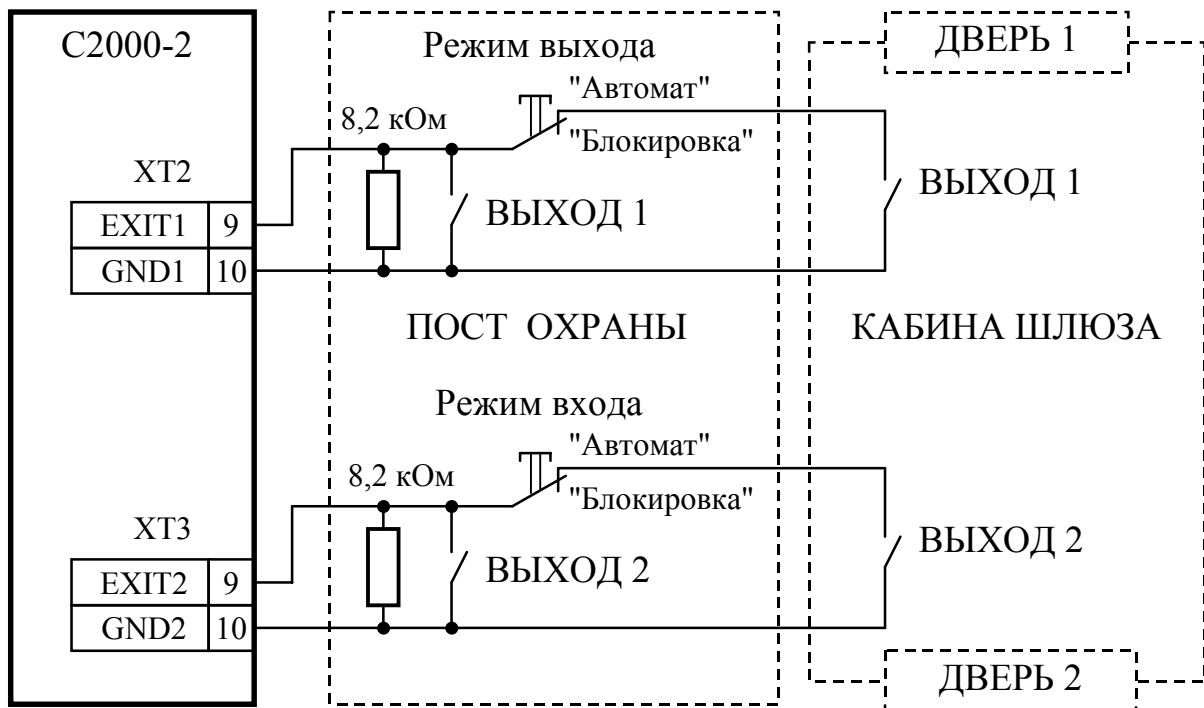 С2000-2
Режим выхода
ДВЕРЬ 1
"Автомат"
8,2 кОм
"Блокировка"
XT2
ВЫХОД 1
ВЫХОД 1
EXIT1 9
GND1 10
ПОСТ ОХРАНЫ
КАБИНА ШЛЮЗА
Режим входа
"Автомат"
8,2 кОм
"Блокировка"
XT3
ВЫХОД 2
ВЫХОД 2
EXIT2 9
GND2 10
ДВЕРЬ 2